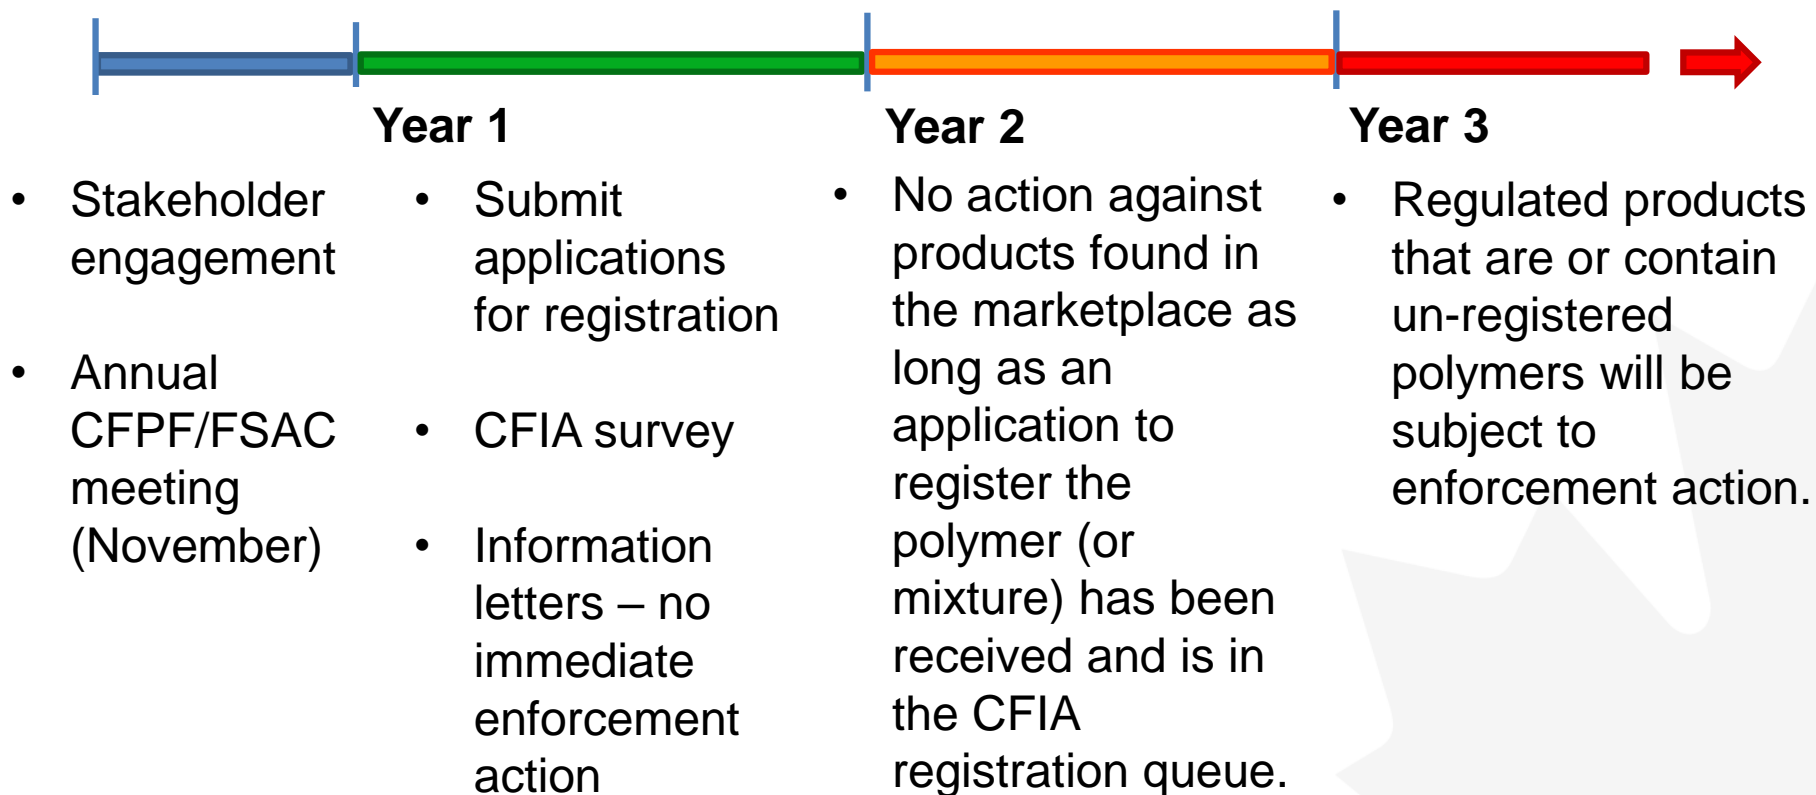 Year 1
Year 2
Year 3
• Stakeholder
engagement
• Annual
CFPF/FSAC
meeting
(November)
• Submit
applications
for registration
• CFIA survey
• Information
letters – no
immediate
enforcement
action
• No action against
products found in
the marketplace as
long as an
application to
register the
polymer (or
mixture) has been
received and is in
the CFIA
registration queue.
• Regulated products
that are or contain
un-registered
polymers will be
subject to
enforcement action.